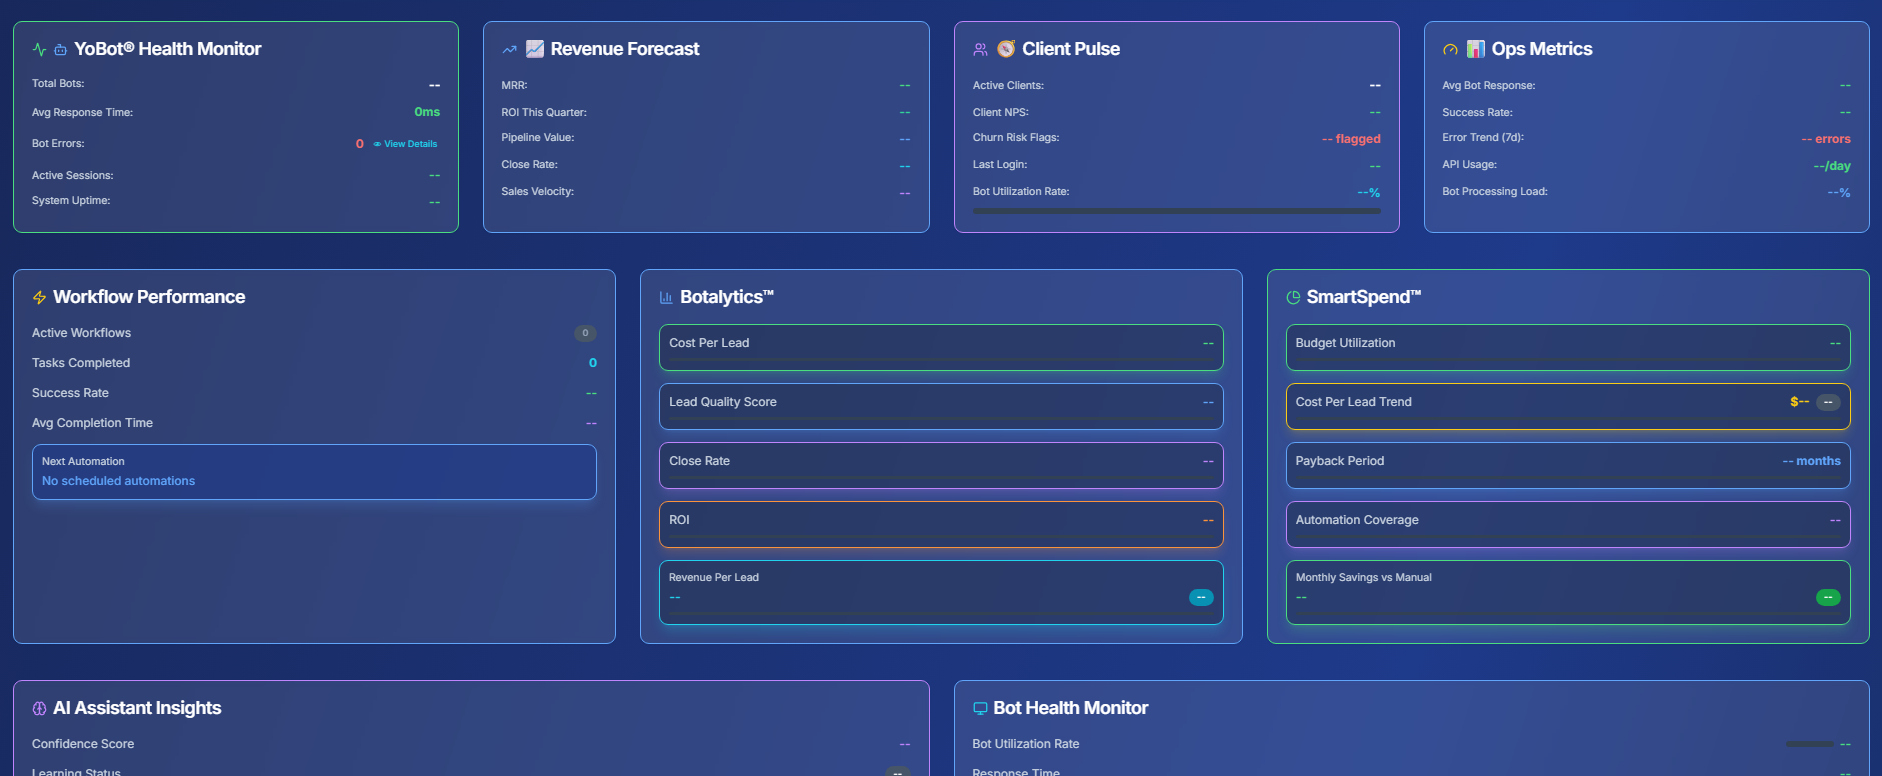 YoBot® Health Monitor
Total Bots: --
Avg Response Time: 0ms
Bot Errors: 0 View Details
Active Sessions: --
System Uptime: --
Revenue Forecast
MRR: --
ROI This Quarter: --
Pipeline Value: --
Close Rate: --
Sales Velocity: --
Client Pulse
Active Clients: --
Client NPS: --
Churn Risk Flags: -- flagged
Last Login: --
Bot Utilization Rate: --%
Ops Metrics
Avg Bot Response: --
Success Rate: --
Error Trend (7d): -- errors
API Usage: --/day
Bot Processing Load: --%
Workflow Performance
Active Workflows 0
Tasks Completed 0
Success Rate --
Avg Completion Time --
Next Automation
No scheduled automations
Botalytics™
Cost Per Lead --
Lead Quality Score --
Close Rate --
ROI --
Revenue Per Lead
-- --
SmartSpend™
Budget Utilization --
Cost Per Lead Trend $-- --
Payback Period -- months
Automation Coverage --
Monthly Savings vs Manual
-- --
AI Assistant Insights
Confidence Score --
Learning Status --
Bot Health Monitor
Bot Utilization Rate --
Response Time --